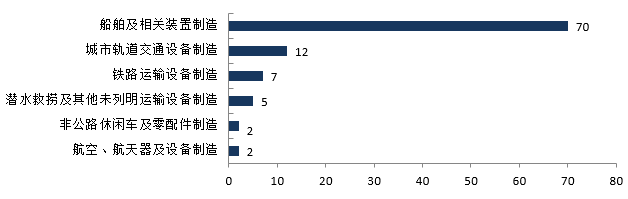 船舶及相关装置制造 70
城市轨道交通设备制造 12
铁路运输设备制造 7
潜水救捞及其他未列明运输设备制造 5
非公路休闲车及零配件制造 2
航空、航天器及设备制造 2
0 10 20 30 40 50 60 70 80